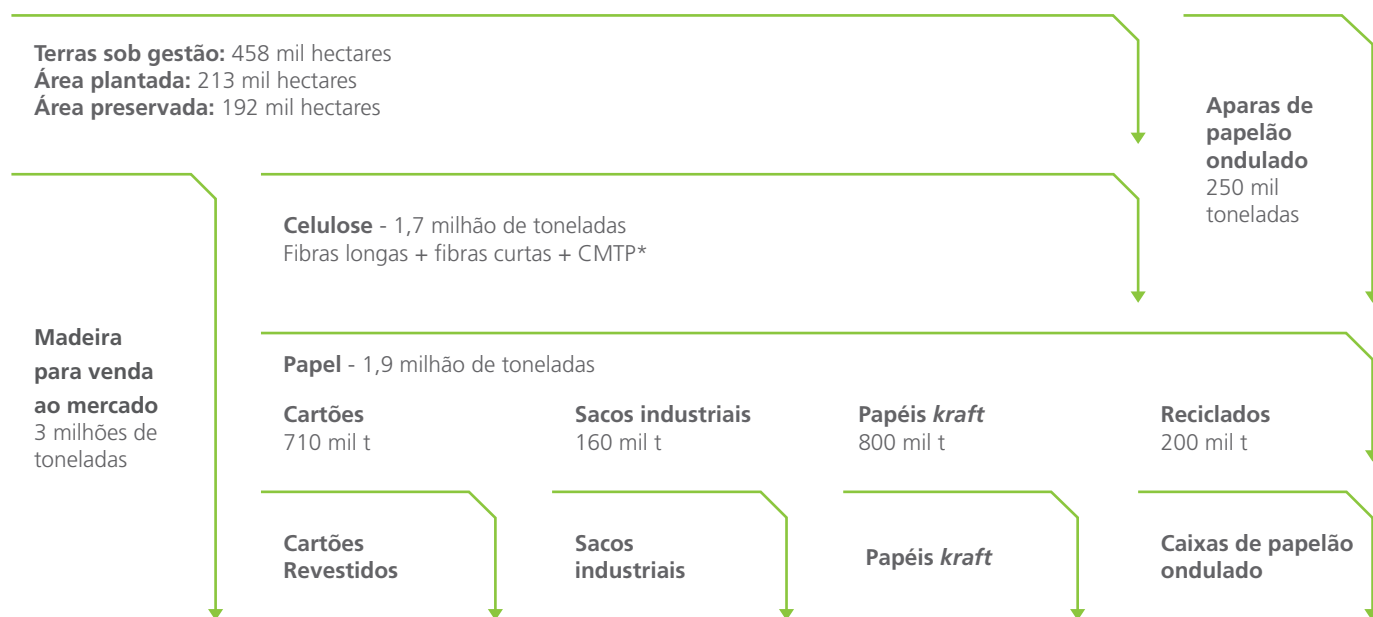 Terras sob gestão: 458 mil hectares
Área plantada: 213 mil hectares
Área preservada: 192 mil hectares
Aparas de
papelão
ondulado
250 mil
toneladas
Celulose - 1,7 milhão de toneladas
Fibras longas + fibras curtas + CMTP*
Madeira
para venda
ao mercado
3 milhões de
toneladas
Papel - 1,9 milhão de toneladas
Cartões
710 mil t
Sacos industriais
160 mil t
Papéis kraft
800 mil t
Reciclados
200 mil t
Cartões
Revestidos
Sacos
industriais
Papéis kraft
Caixas de papelão
ondulado